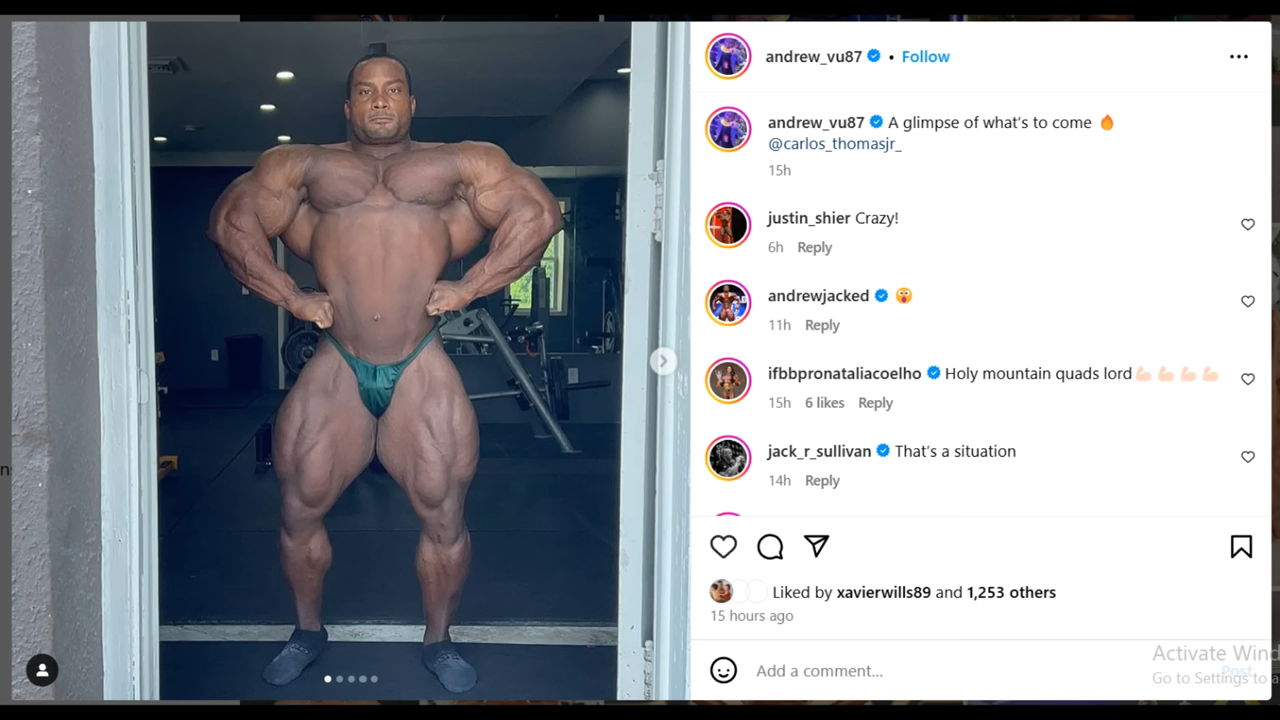 andrew_vu87 • Follow
andrew_vu87 A glimpse of what's to come 🔥
@carlos_thomasjr_
15h
justin_shier Crazy!
6h Reply
andrewjacked 😲
11h Reply
ifbbpronataliacoelho Holy mountain quads lord💪🏻💪🏻💪🏻💪🏻
15h 6 likes Reply
jack_r_sullivan That's a situation
14h Reply
Liked by xavierwills89 and 1,253 others
15 hours ago
Add a comment...
Post
Activate Wind
Go to Settings to a